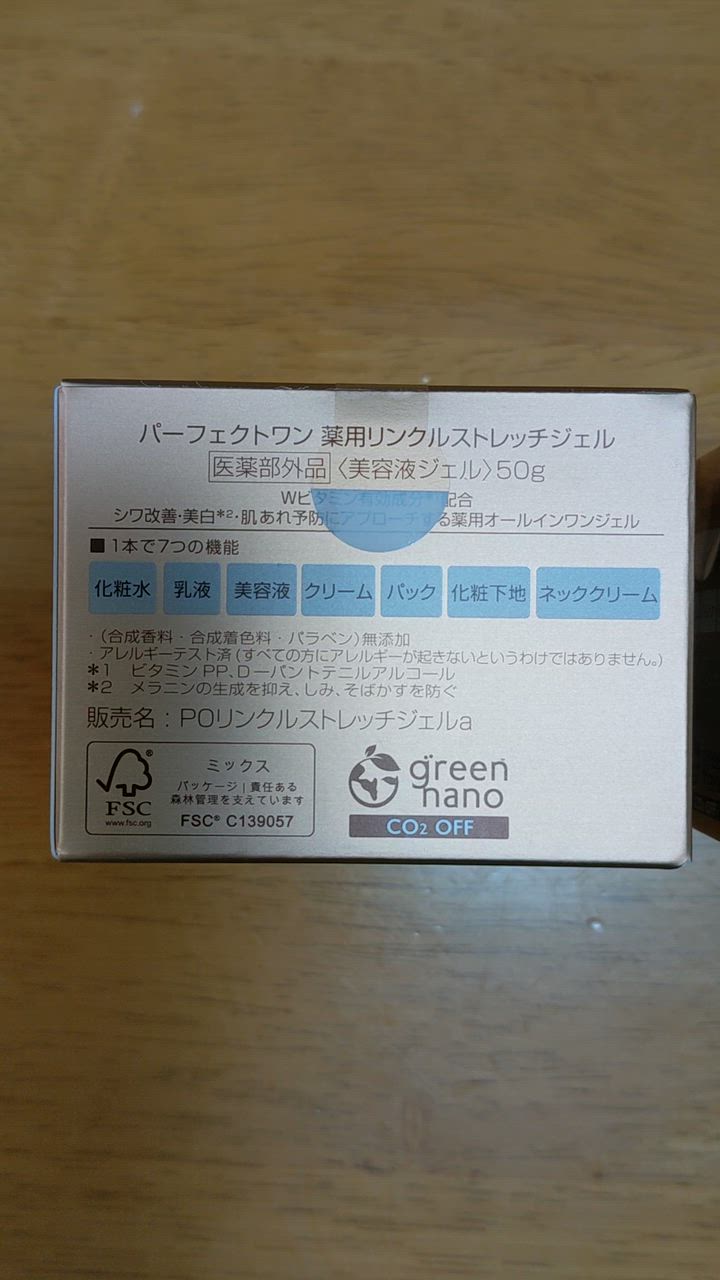 パーフェクトワン 薬用リンクルストレッチジェル
医薬部外品〈美容液ジェル〉50g
Wビタミン有効成分*1配合
シワ改善・美白*2・肌あれ予防にアプローチする薬用オールインワンジェル
■1本で7つの機能
化粧水 乳液 美容液 クリーム パック 化粧下地 ネッククリーム
・(合成香料・合成着色料・パラベン)無添加
・アレルギーテスト済(すべての方にアレルギーが起きないというわけではありません。)
*1 ビタミンPP、D-パントテニルアルコール
*2 メラニンの生成を抑え、しみ、そばかすを防ぐ
販売名:POリンクルストレッチジェルa
FSC®
www.fsc.org
ミックス
パッケージ|責任ある
森林管理を支えています
FSC® C139057
green
nano
CO2 OFF